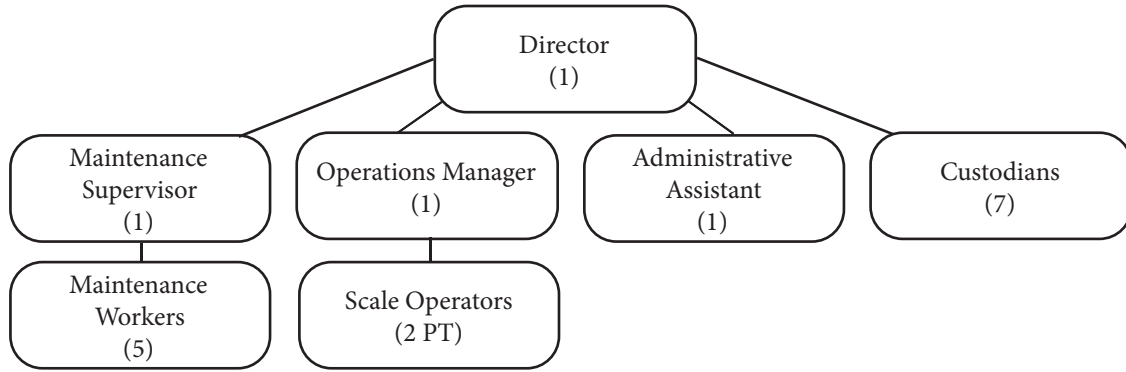 Director
(1)
Maintenance
Supervisor
(1)
Operations Manager
(1)
Administrative
Assistant
(1)
Custodians
(7)
Maintenance
Workers
(5)
Scale Operators
(2 PT)